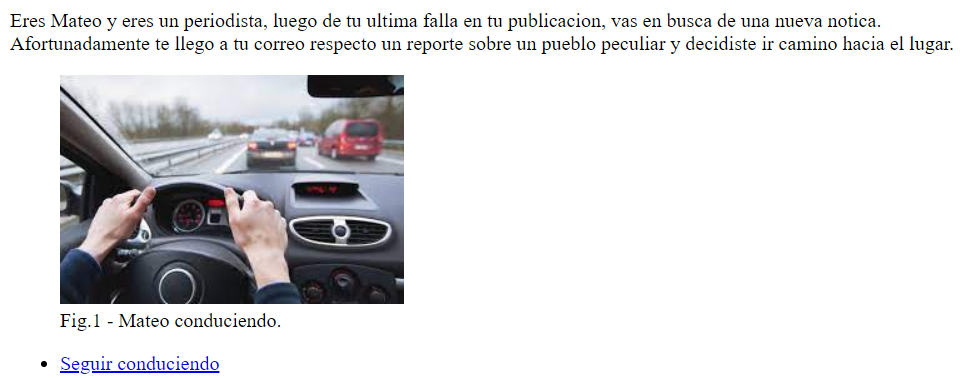 Eres Mateo y eres un periodista, luego de tu ultima falla en tu publicacion, vas en busca de una nueva notica.
Afortunadamente te llego a tu correo respecto un reporte sobre un pueblo peculiar y decidiste ir camino hacia el lugar.
Fig.1 - Mateo conduciendo.
Seguir conduciendo